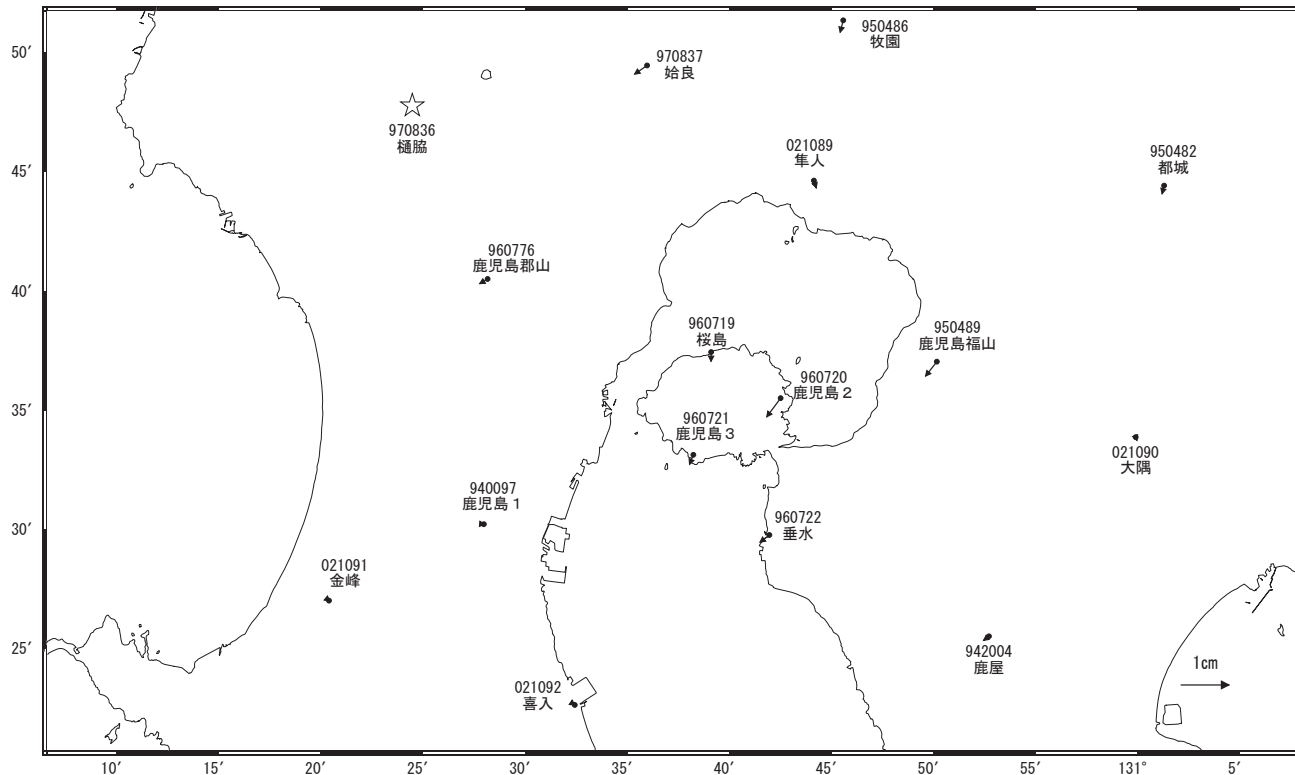 50′
45′
40′
35′
30′
25′
950486
牧園
970837
姶良
970836
樋脇
021089
隼人
950482
都城
960776
鹿児島郡山
960719
桜島
950489
鹿児島福山
960720
鹿児島２
960721
鹿児島３
021090
大隅
940097
鹿児島１
960722
垂水
021091
金峰
942004
鹿屋
021092
喜入
1cm
10′ 15′ 20′ 25′ 30′ 35′ 40′ 45′ 50′ 55′ 131° 5′